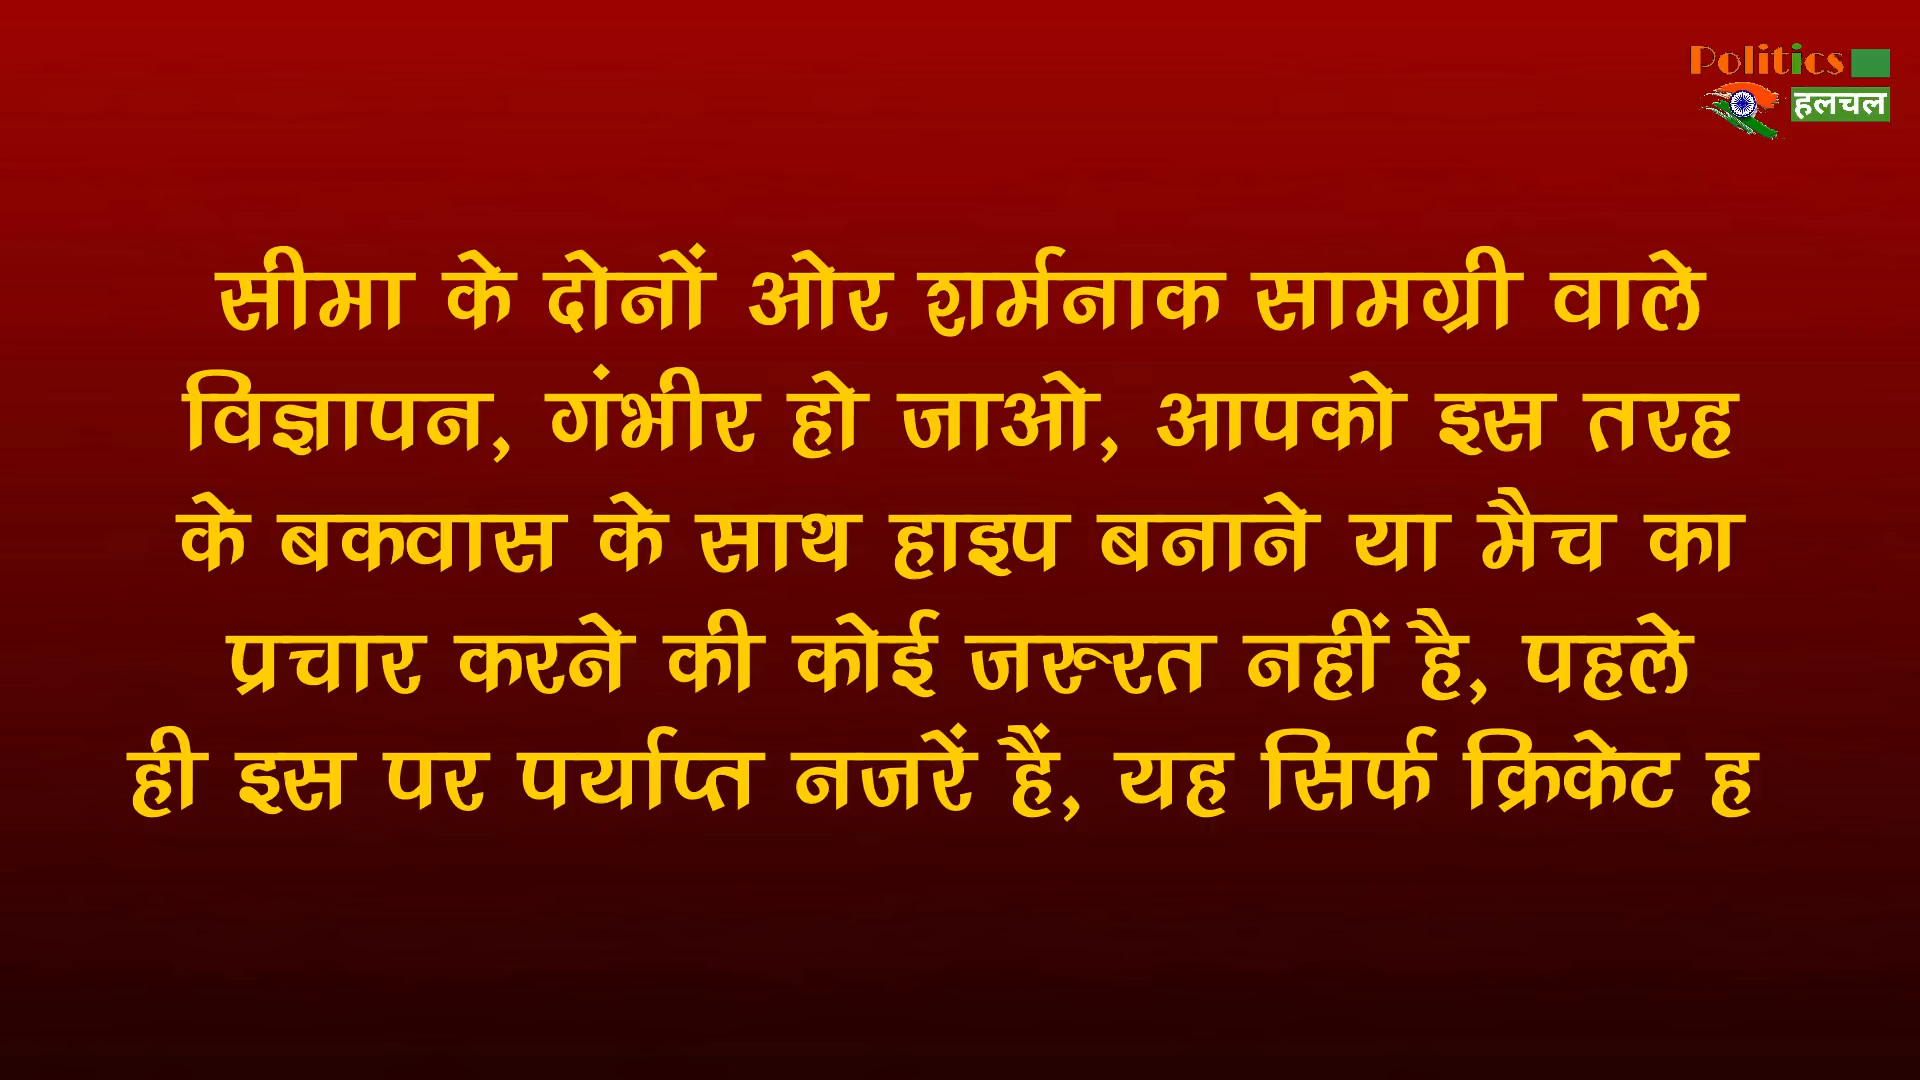 Politics
हलचल
सीमा के दोनों ओर शर्मनाक सामग्री वाले
विज्ञापन, गंभीर हो जाओ, आपको इस तरह
के बकवास के साथ हाइप बनाने या मैच का
प्रचार करने की कोई जरूरत नहीं है, पहले
ही इस पर पर्याप्त नजरें हैं, यह सिर्फ क्रिकेट ह